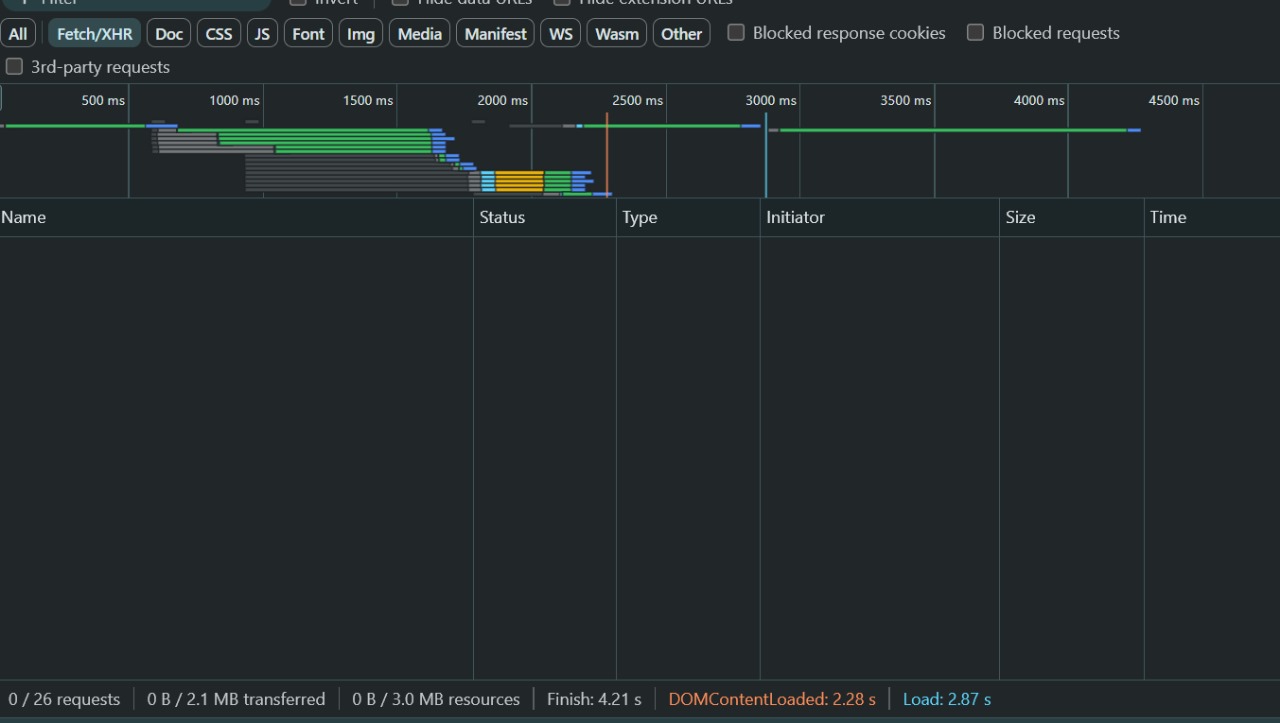 Filter Invert Hide data URLs Hide extension URLs
All Fetch/XHR Doc CSS JS Font Img Media Manifest WS Wasm Other Blocked response cookies Blocked requests
3rd-party requests
500 ms 1000 ms 1500 ms 2000 ms 2500 ms 3000 ms 3500 ms 4000 ms 4500 ms
Name Status Type Initiator Size Time
0 / 26 requests 0 B / 2.1 MB transferred 0 B / 3.0 MB resources Finish: 4.21 s DOMContentLoaded: 2.28 s Load: 2.87 s